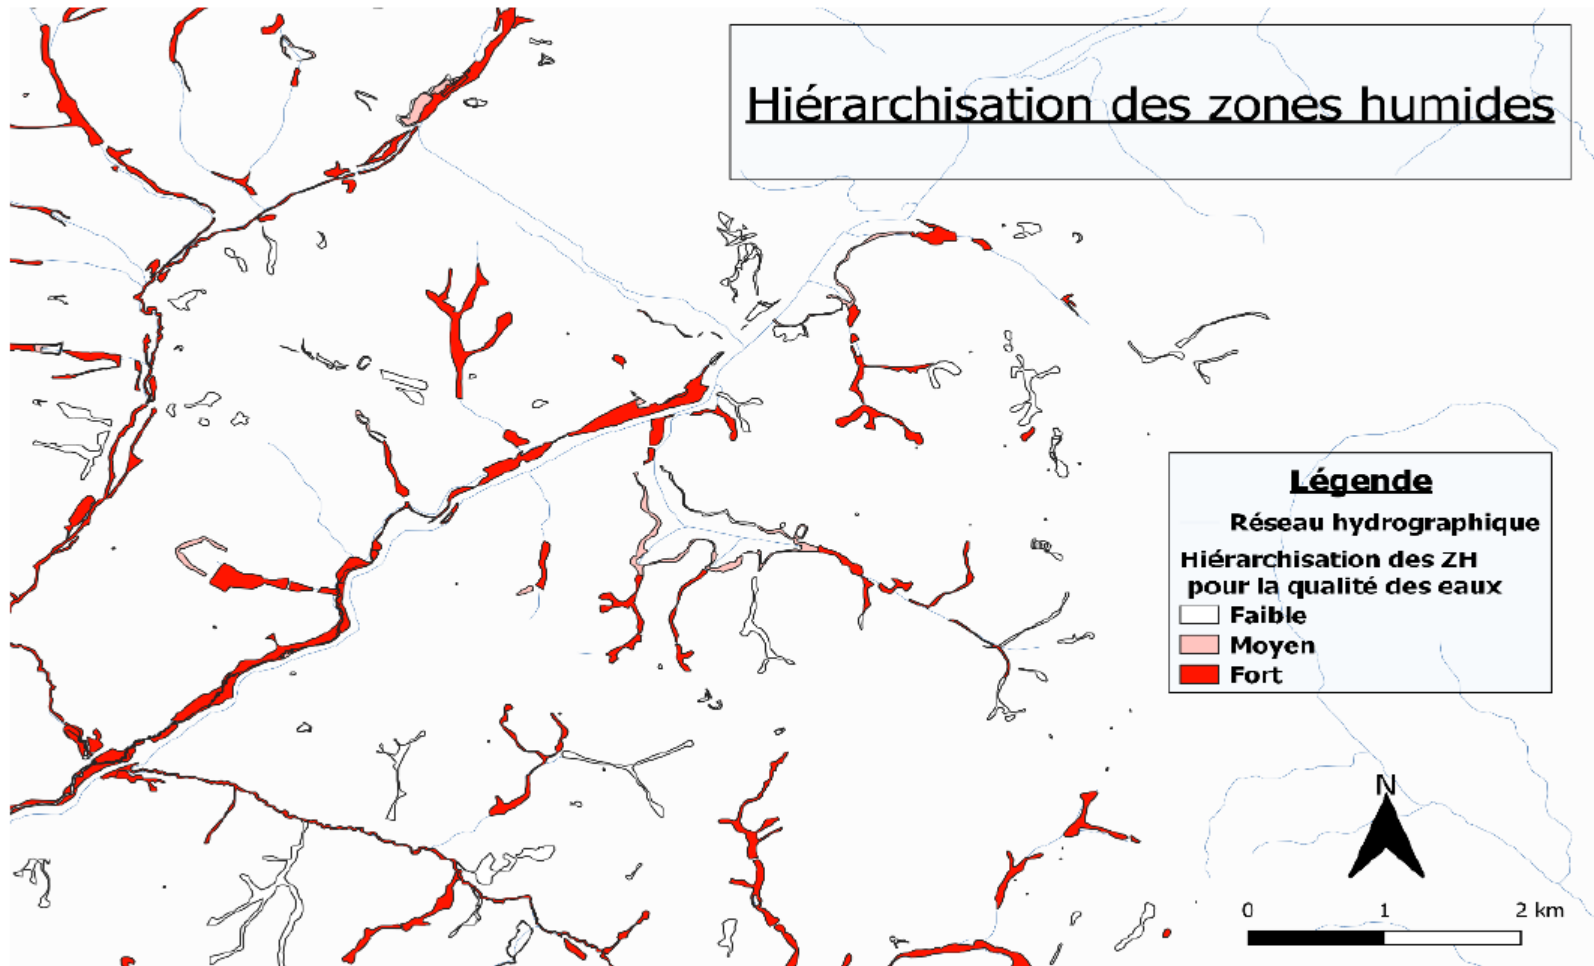 Hiérarchisation des zones humides
Légende
Réseau hydrographique
Hiérarchisation des ZH
pour la qualité des eaux
Faible
Moyen
Fort
N
0 1 2 km